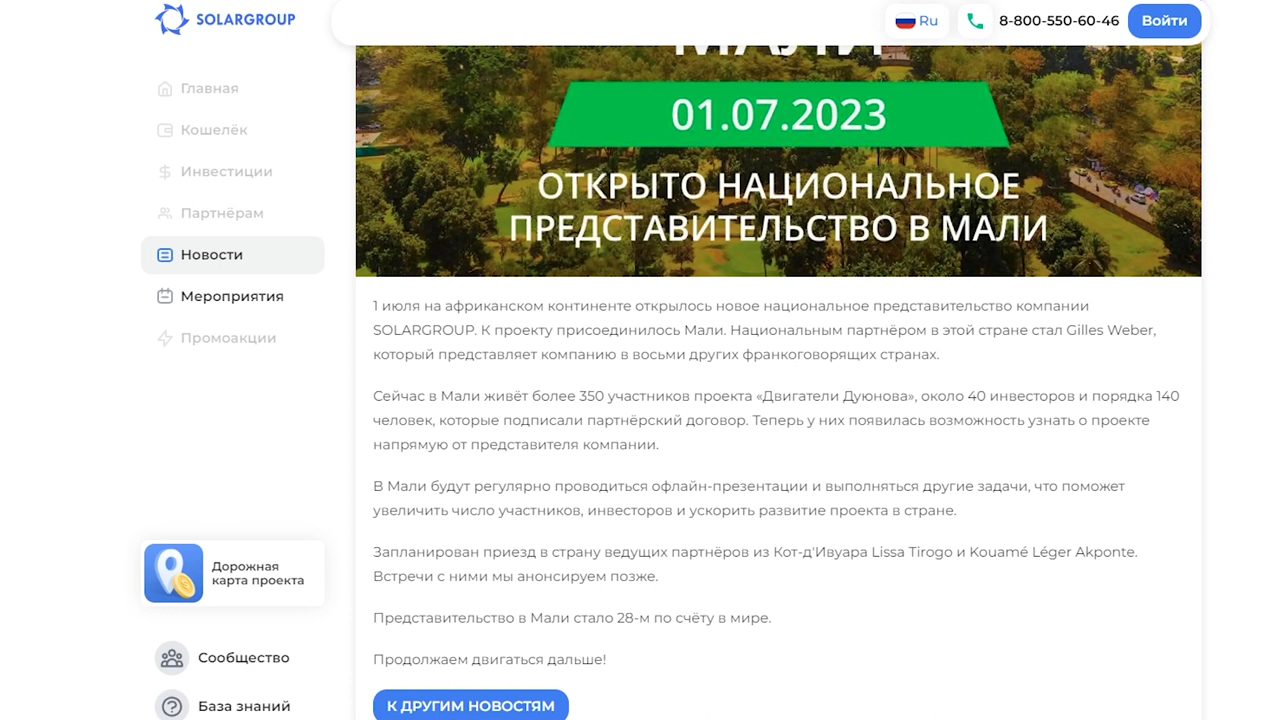 SOLARGROUP
Ru
8-800-550-60-46
Войти
Главная
Кошелёк
Инвестиции
Партнёрам
Новости
Мероприятия
Промоакции
Дорожная
карта проекта
Сообщество
База знаний
МАЛИ
01.07.2023
ОТКРЫТО НАЦИОНАЛЬНОЕ
ПРЕДСТАВИТЕЛЬСТВО В МАЛИ
1 июля на африканском континенте открылось новое национальное представительство компании
SOLARGROUP. К проекту присоединилось Мали. Национальным партнёром в этой стране стал Gilles Weber,
который представляет компанию в восьми других франкоговорящих странах.
Сейчас в Мали живёт более 350 участников проекта «Двигатели Дуюнова», около 40 инвесторов и порядка 140
человек, которые подписали партнёрский договор. Теперь у них появилась возможность узнать о проекте
напрямую от представителя компании.
В Мали будут регулярно проводиться офлайн-презентации и выполняться другие задачи, что поможет
увеличить число участников, инвесторов и ускорить развитие проекта в стране.
Запланирован приезд в страну ведущих партнёров из Кот-д'Ивуара Lissa Tirogo и Kouamé Léger Akponte.
Встречи с ними мы анонсируем позже.
Представительство в Мали стало 28-м по счёту в мире.
Продолжаем двигаться дальше!
К ДРУГИМ НОВОСТЯМ